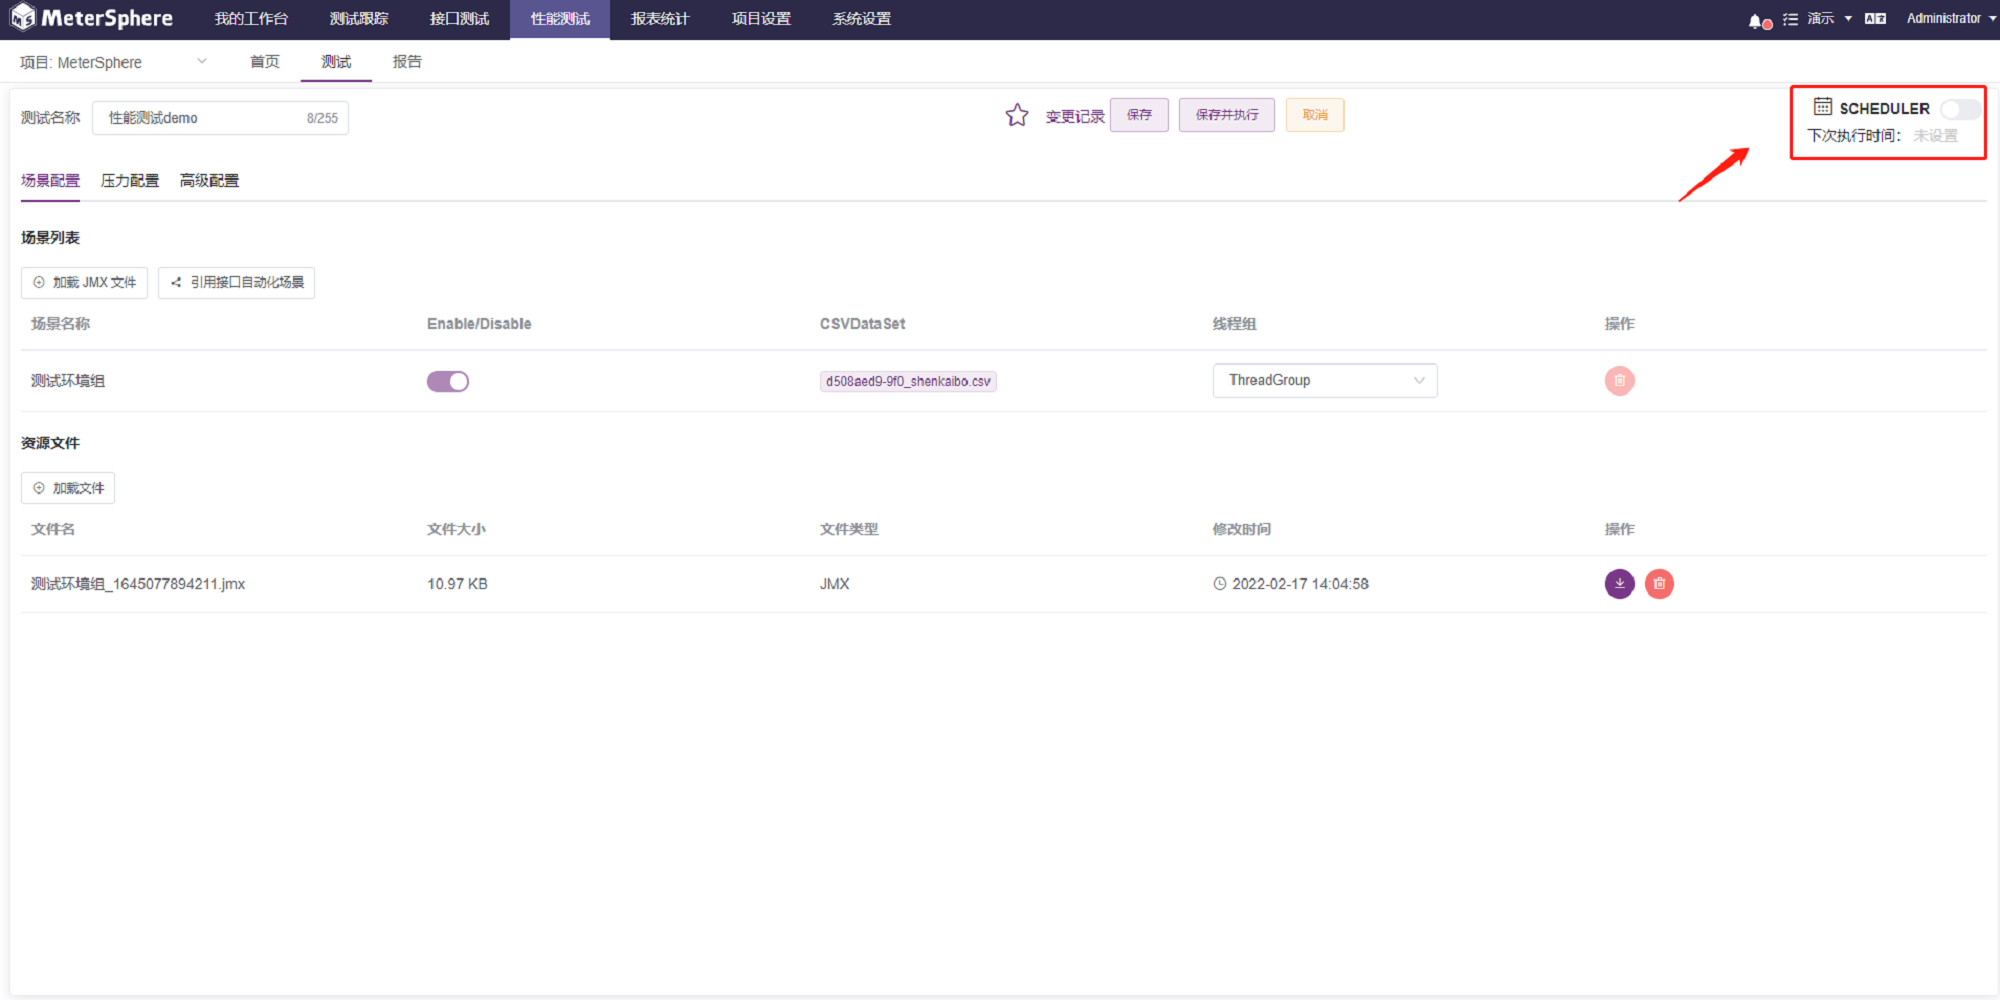 MeterSphere 我的工作台 测试跟踪 接口测试 性能测试 报表统计 项目设置 系统设置 演示 Administrator
项目: MeterSphere 首页 测试 报告
测试名称 性能测试demo 8/255 变更记录 保存 保存并执行 取消 SCHEDULER
下次执行时间： 未设置
场景配置 压力配置 高级配置
场景列表
加载 JMX 文件 引用接口自动化场景
场景名称 Enable/Disable CSVDataSet 线程组 操作
测试环境组 d508aed9-9f0_shenkaibo.csv ThreadGroup
资源文件
加载文件
文件名 文件大小 文件类型 修改时间 操作
测试环境组_1645077894211.jmx 10.97 KB JMX 2022-02-17 14:04:58